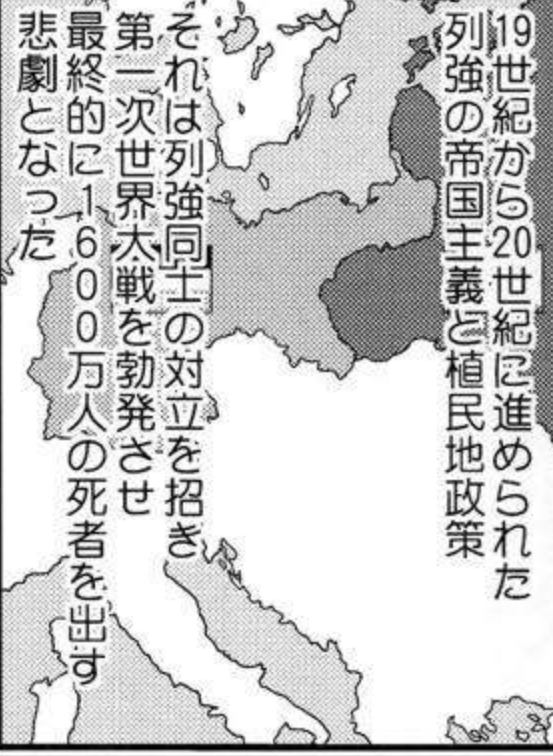 19世紀から20世紀に進められた
列強の帝国主義と植民地政策
それは列強同士の対立を招き
第一次世界大戦を勃発させ
最終的に1600万人の死者を出す
悲劇となった